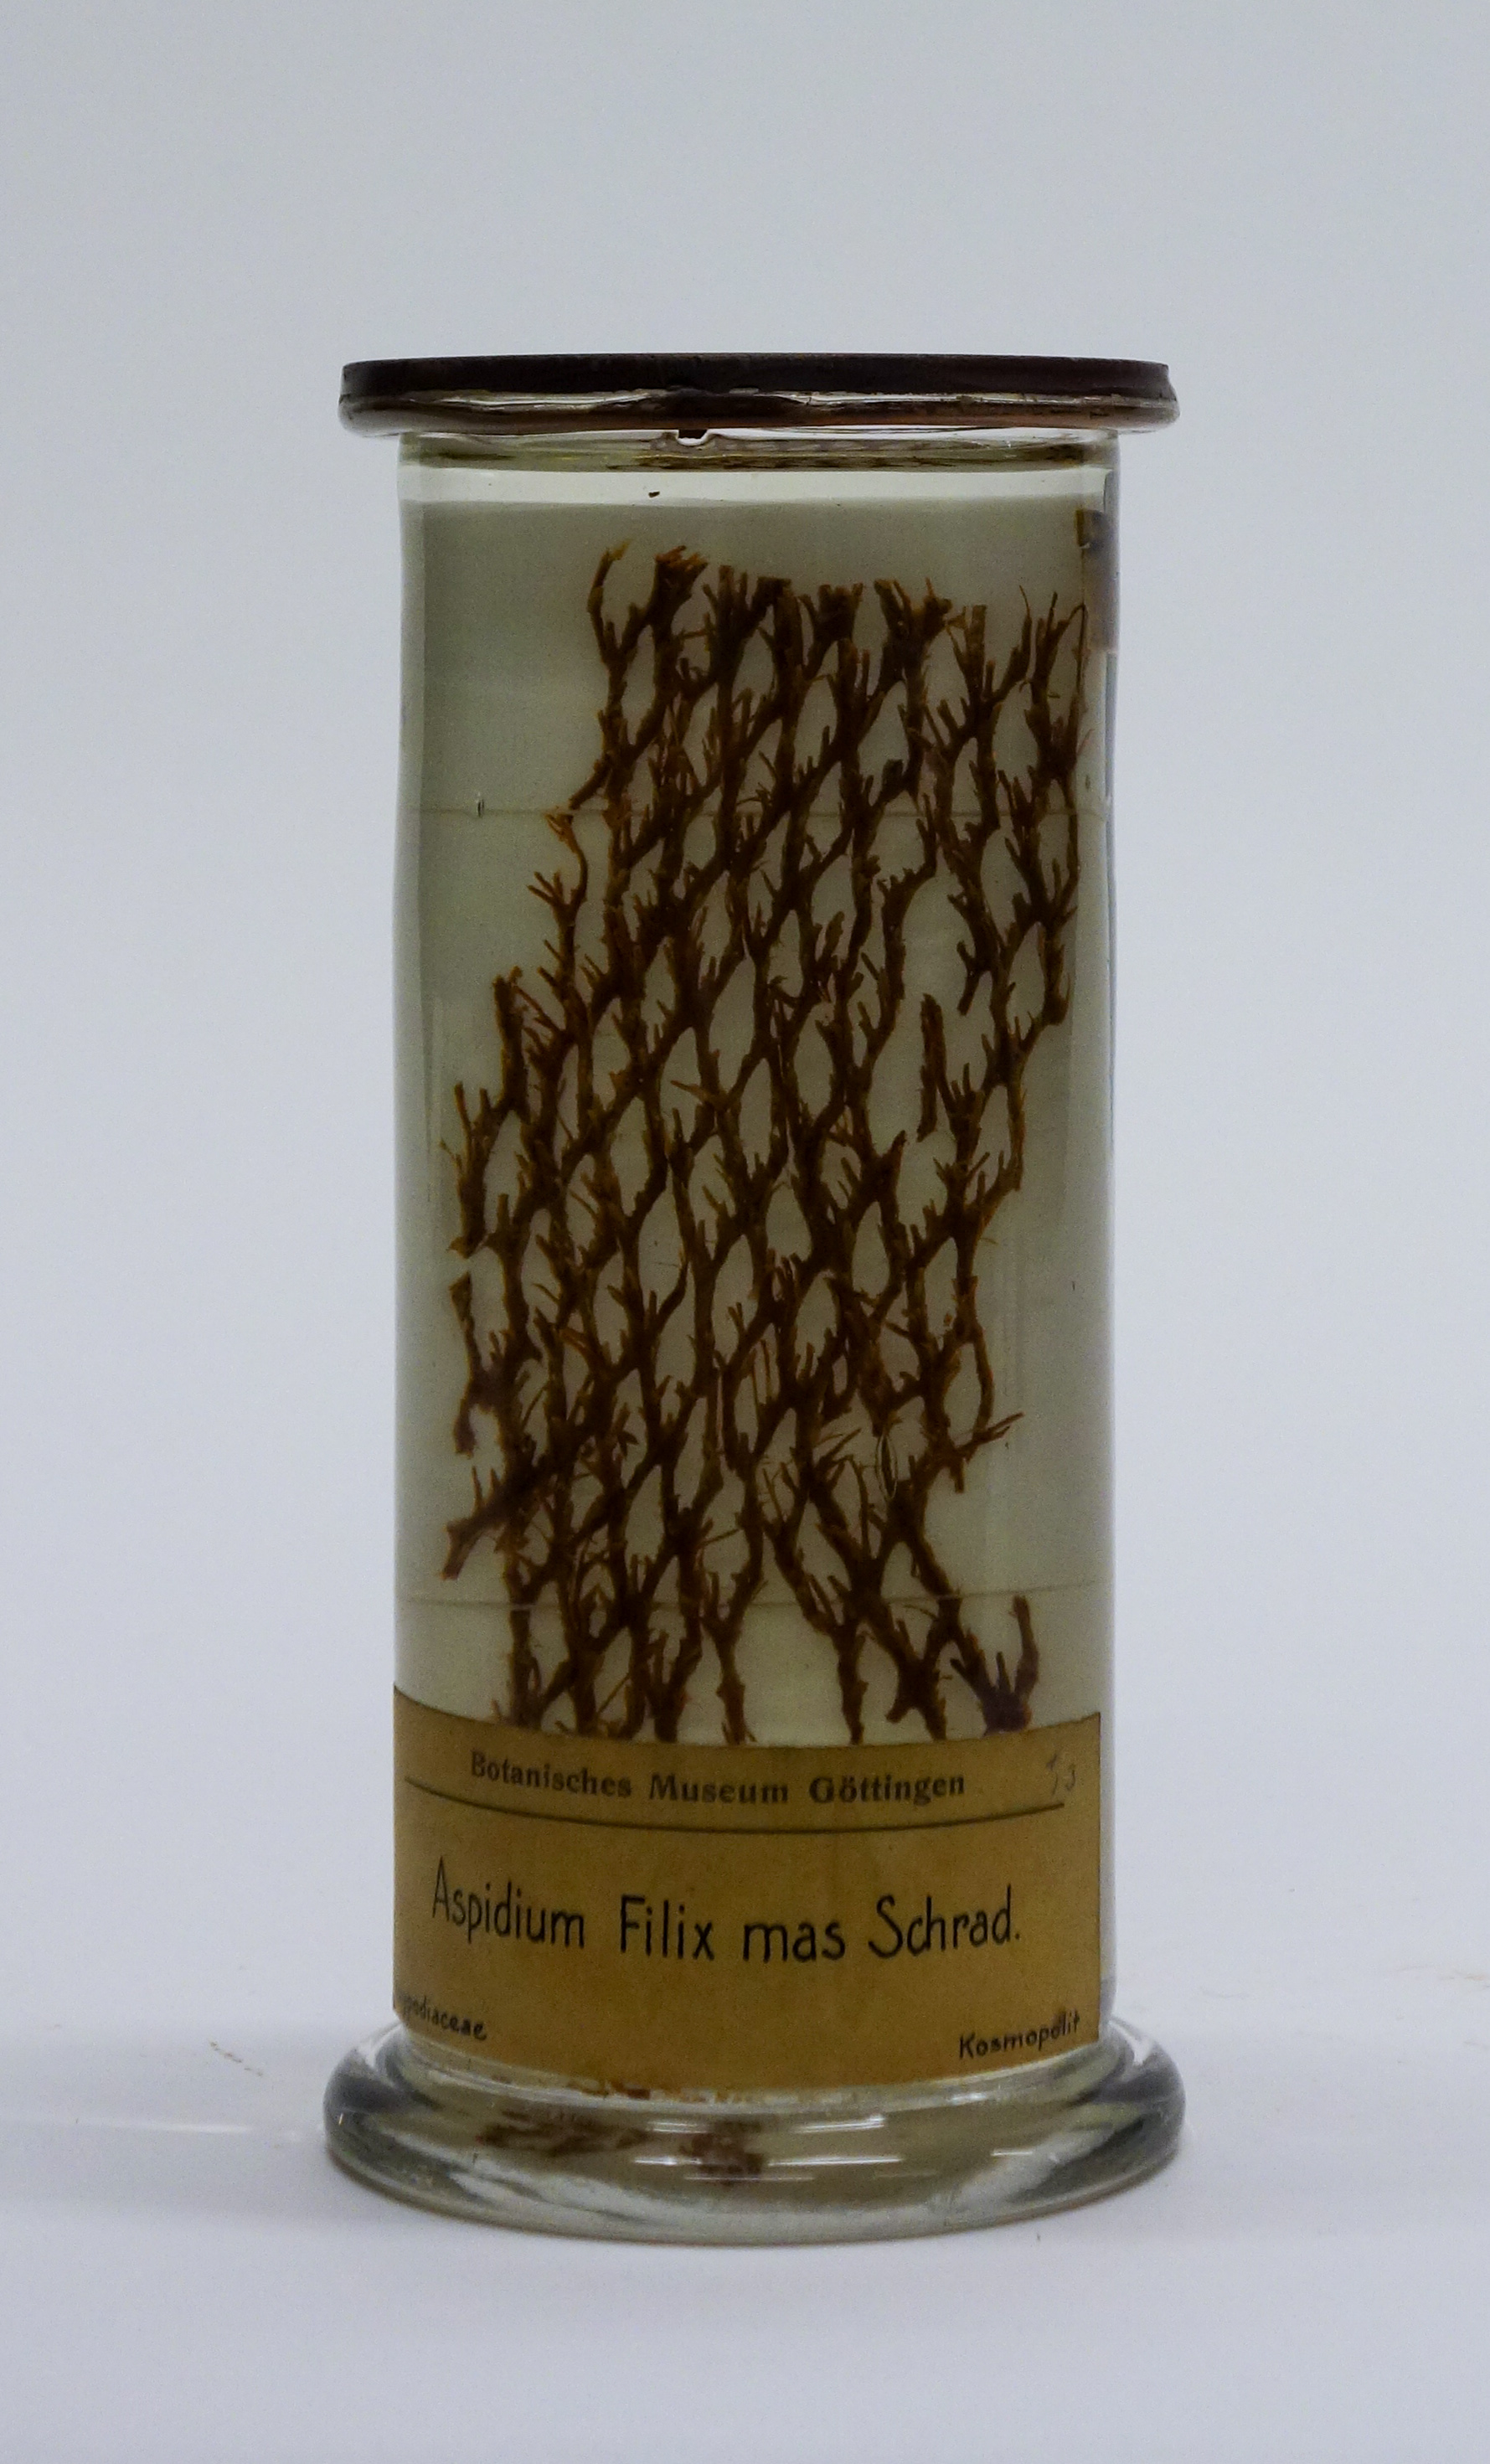 Botanisches Museum Göttingen
Aspidium Filix mas Schrad.
Kosmopolit